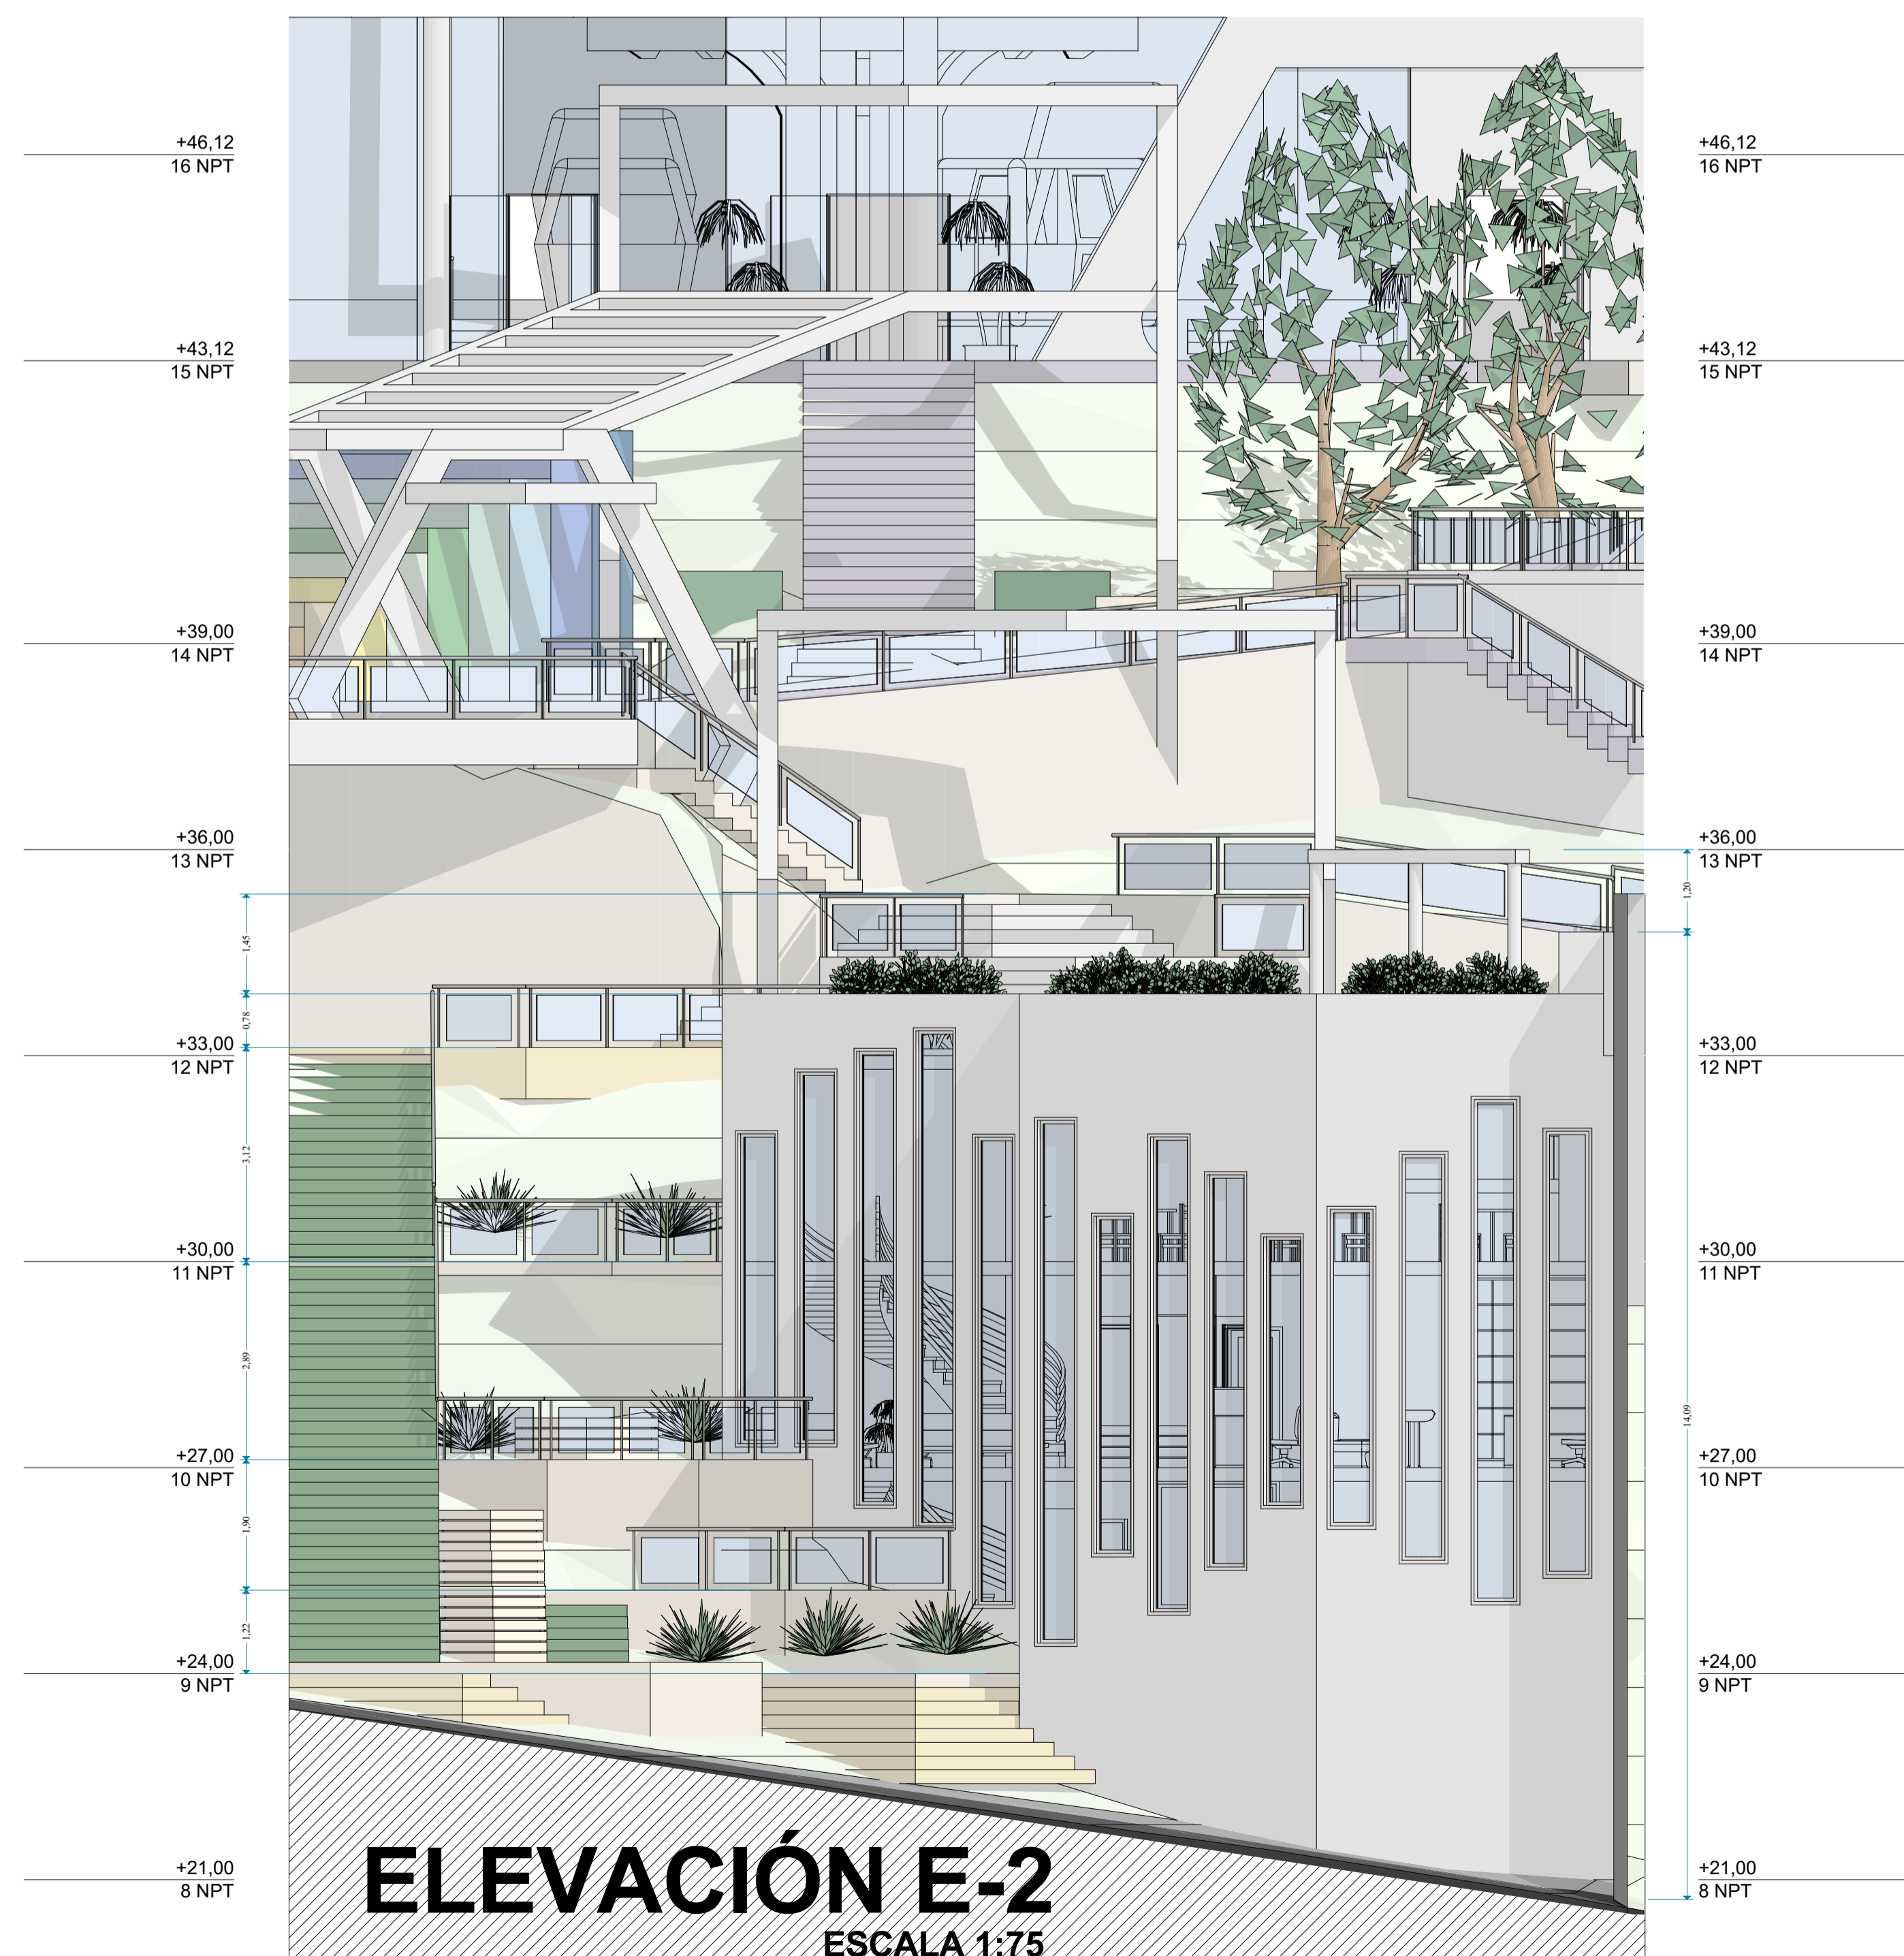 +46,12
16 NPT
+43,12
15 NPT
+39,00
14 NPT
+36,00
13 NPT
+33,00
12 NPT
+30,00
11 NPT
+27,00
10 NPT
+24,00
9 NPT
+21,00
8 NPT
1,45
0,78
3,12
2,89
1,90
1,22
+46,12
16 NPT
+43,12
15 NPT
+39,00
14 NPT
+36,00
13 NPT
+33,00
12 NPT
+30,00
11 NPT
+27,00
10 NPT
+24,00
9 NPT
+21,00
8 NPT
1,20
14,09
ELEVACIÓN E-2
ESCALA 1:75